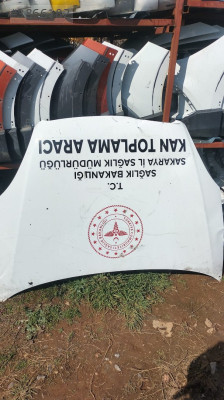 T.C.
SAĞLIK BAKANLIĞI
SAKARYA İL SAĞLIK MÜDÜRLÜĞÜ
KAN TOPLAMA ARACI